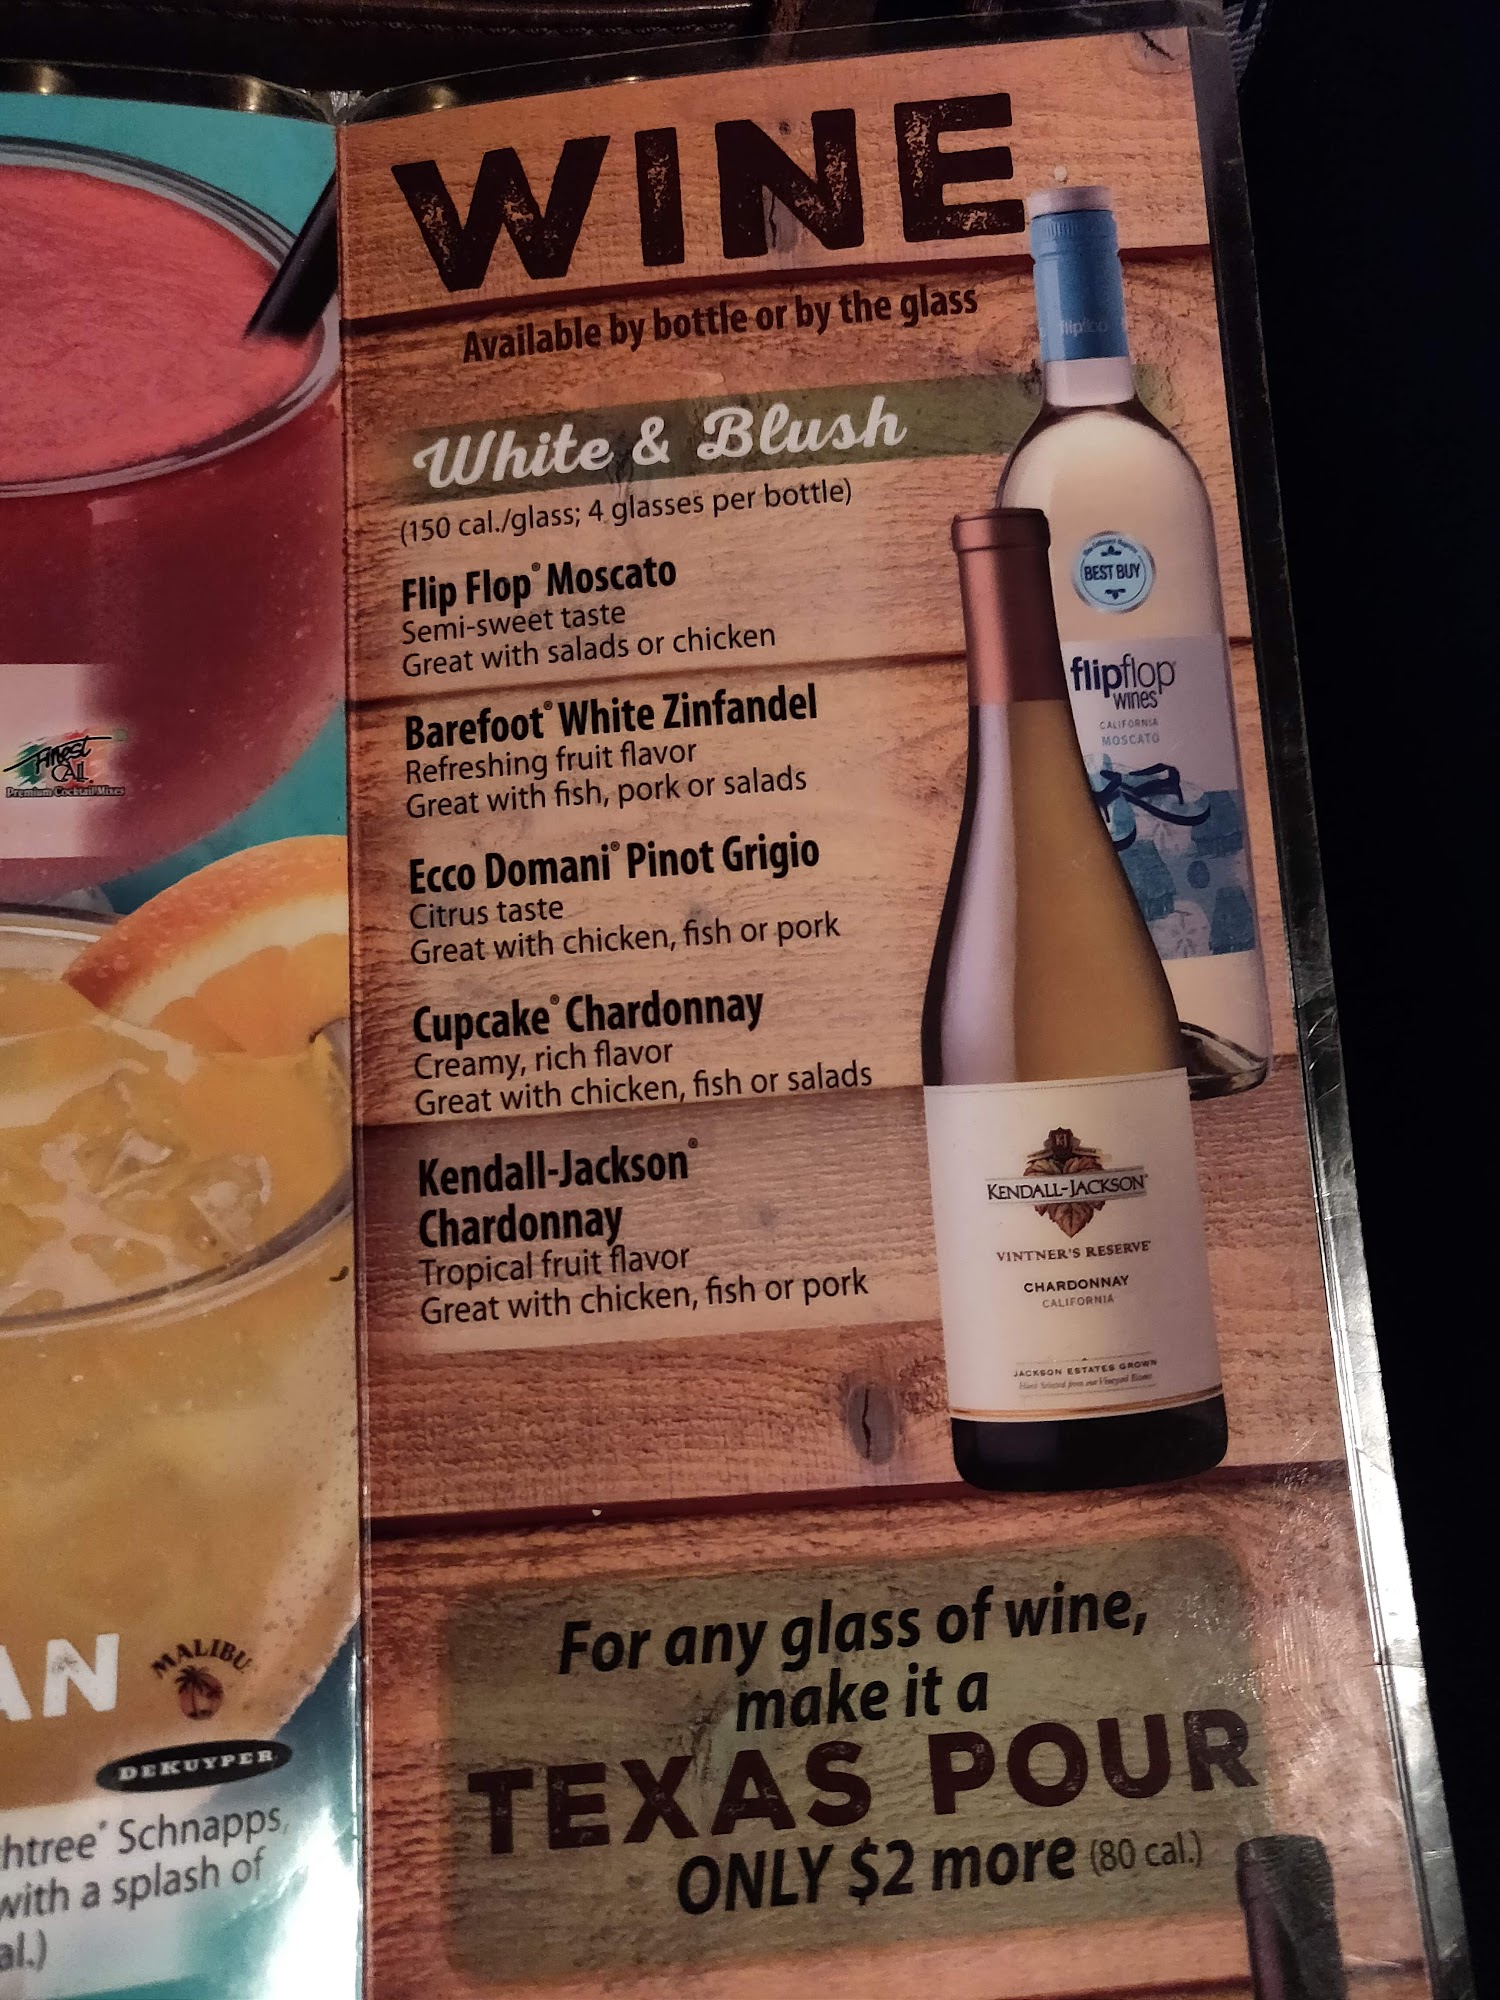 WINE
Available by bottle or by the glass
White & Blush
(150 cal./glass; 4 glasses per bottle)
Flip Flop® Moscato
Semi-sweet taste
Great with salads or chicken
Barefoot® White Zinfandel
Refreshing fruit flavor
Great with fish, pork or salads
Ecco Domani® Pinot Grigio
Citrus taste
Great with chicken, fish or pork
Cupcake® Chardonnay
Creamy, rich flavor
Great with chicken, fish or salads
Kendall-Jackson®
Chardonnay
Tropical fruit flavor
Great with chicken, fish or pork
For any glass of wine,
make it a
TEXAS POUR
ONLY $2 more (80 cal.)
flipflop
BEST BUY
flipflop
wines
CALIFORNIA
MOSCATO
KJ
KENDALL-JACKSON
VINTNER'S RESERVE
CHARDONNAY
CALIFORNIA
JACKSON ESTATES GROWN
Finest
CALL
Premium Cocktail Mixes
AN
MALIBU
DEKUYPER
htree® Schnapps,
with a splash of
al.)